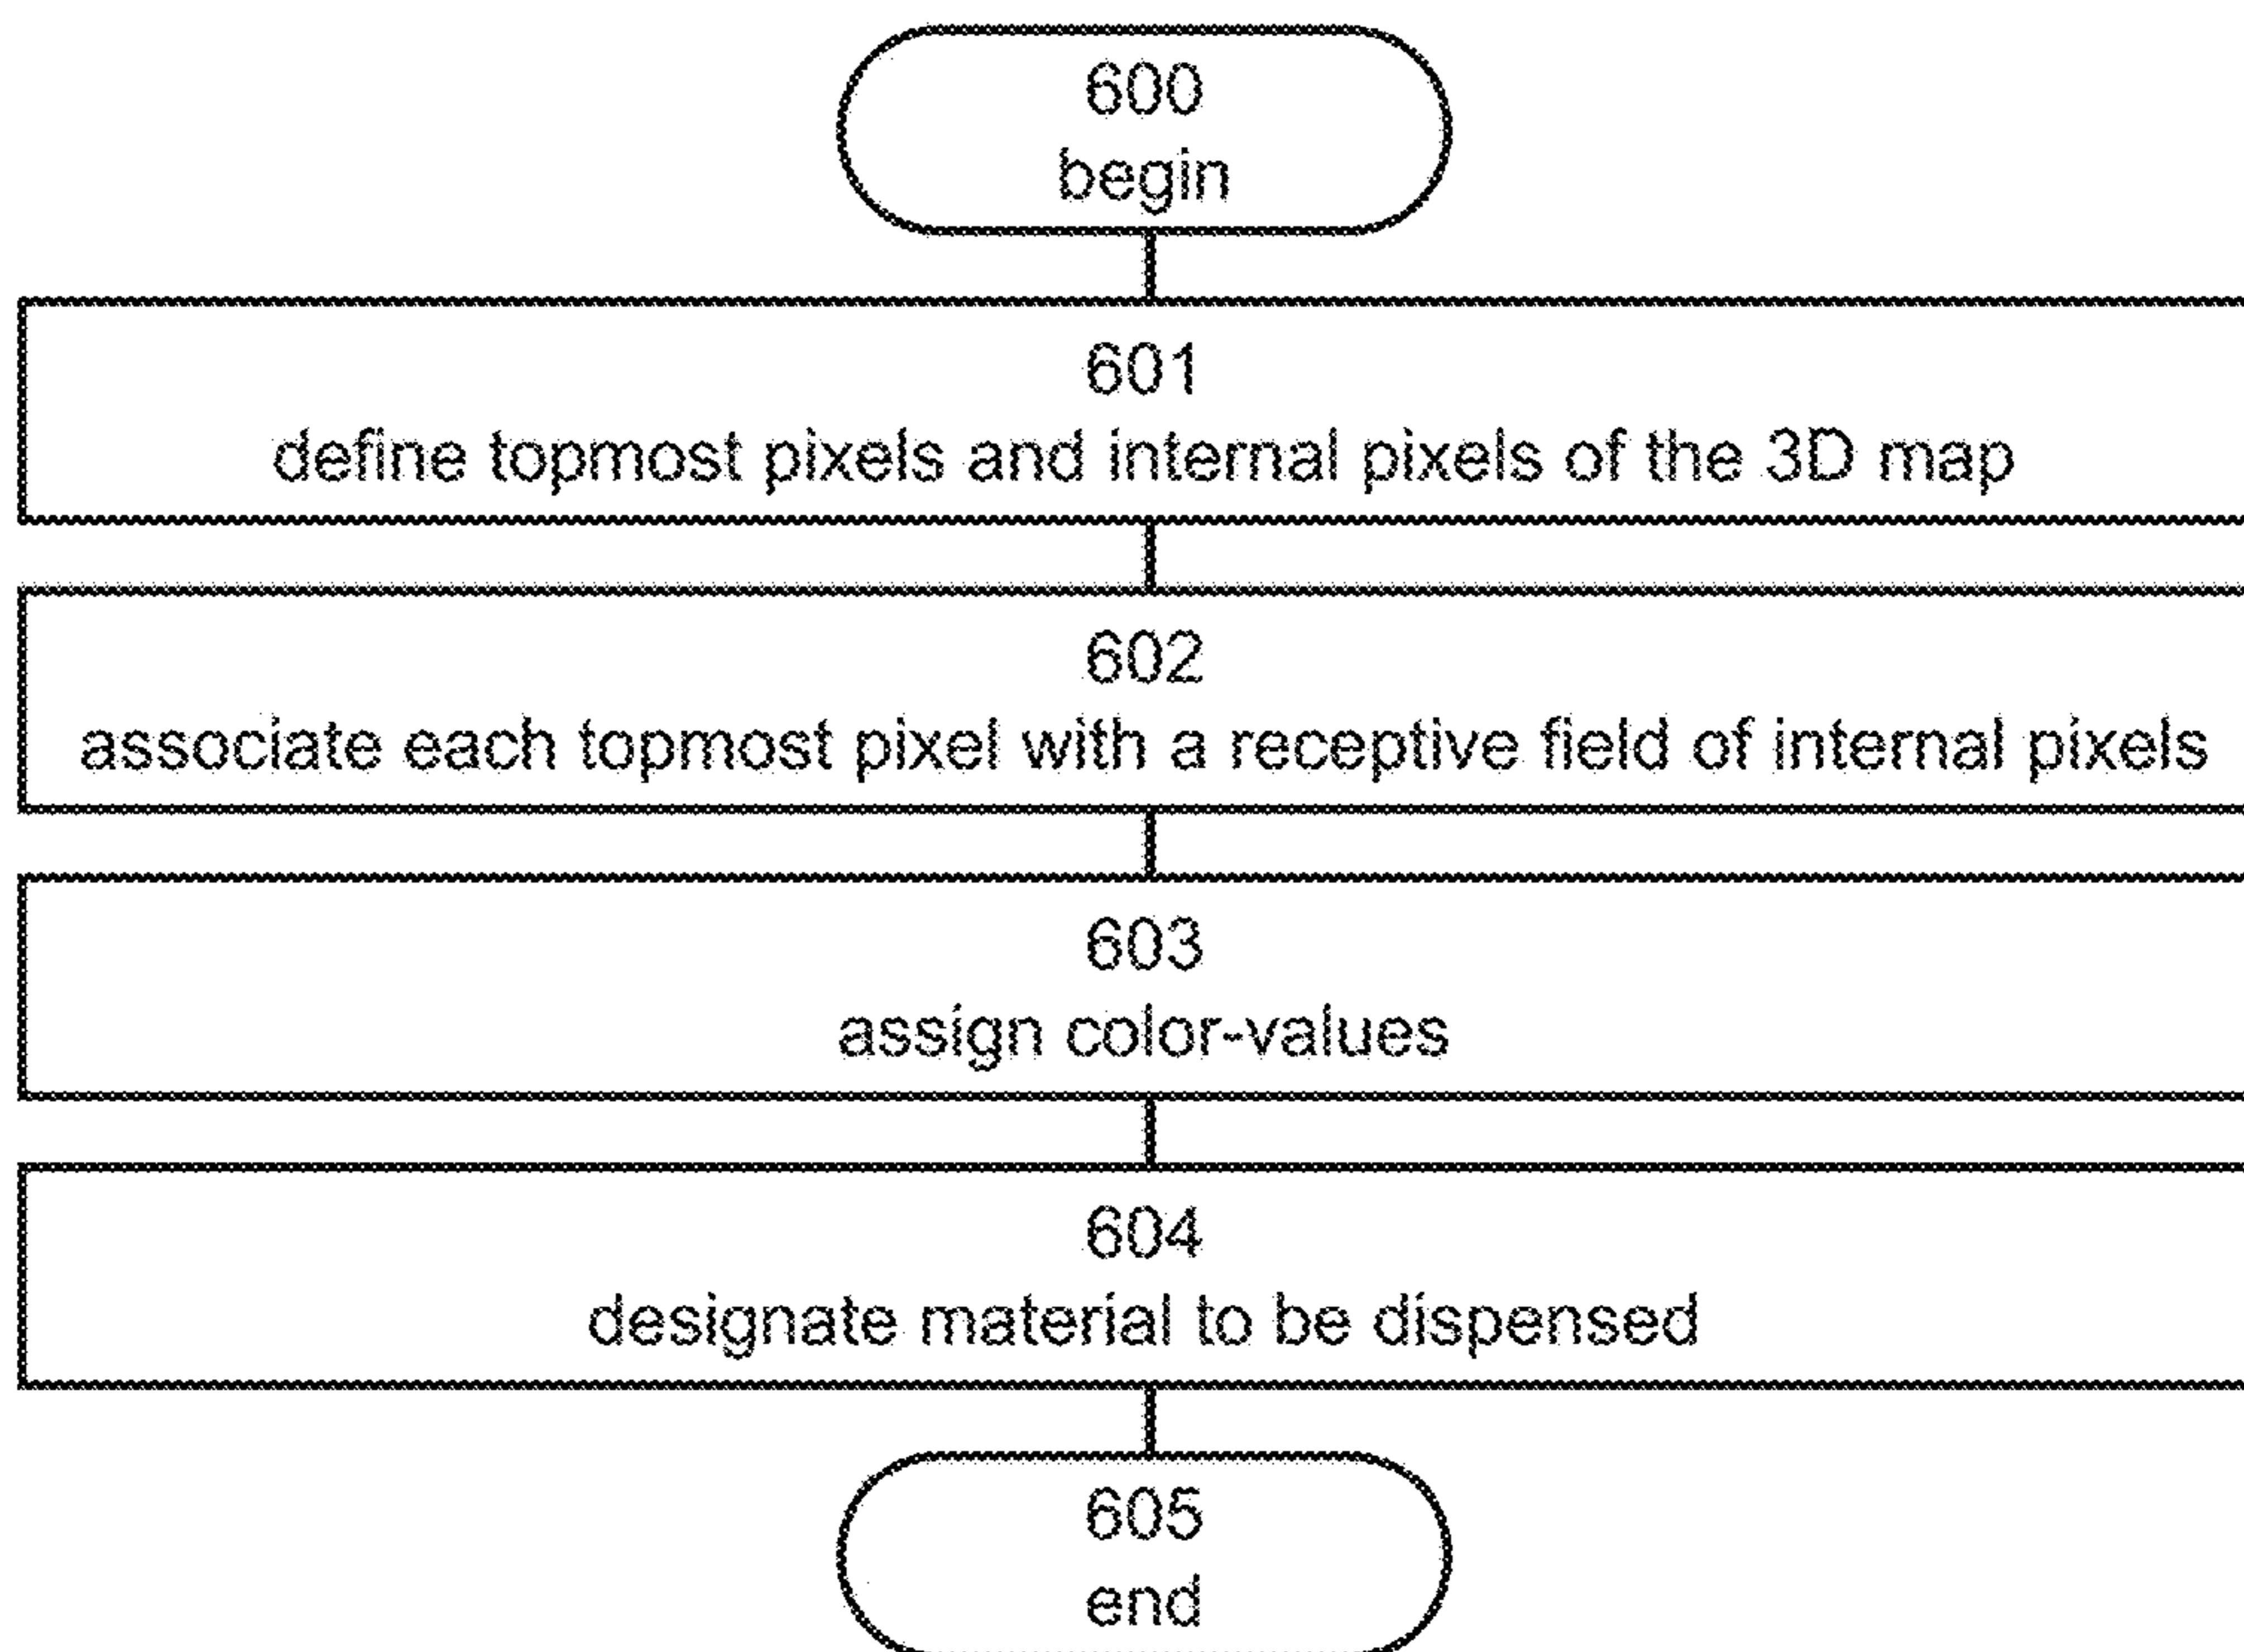 600
begin
601
define topmost pixels and internal pixels of the 3D map
602
associate each topmost pixel with a receptive field of internal pixels
603
assign color-values
604
designate material to be dispensed
605
end